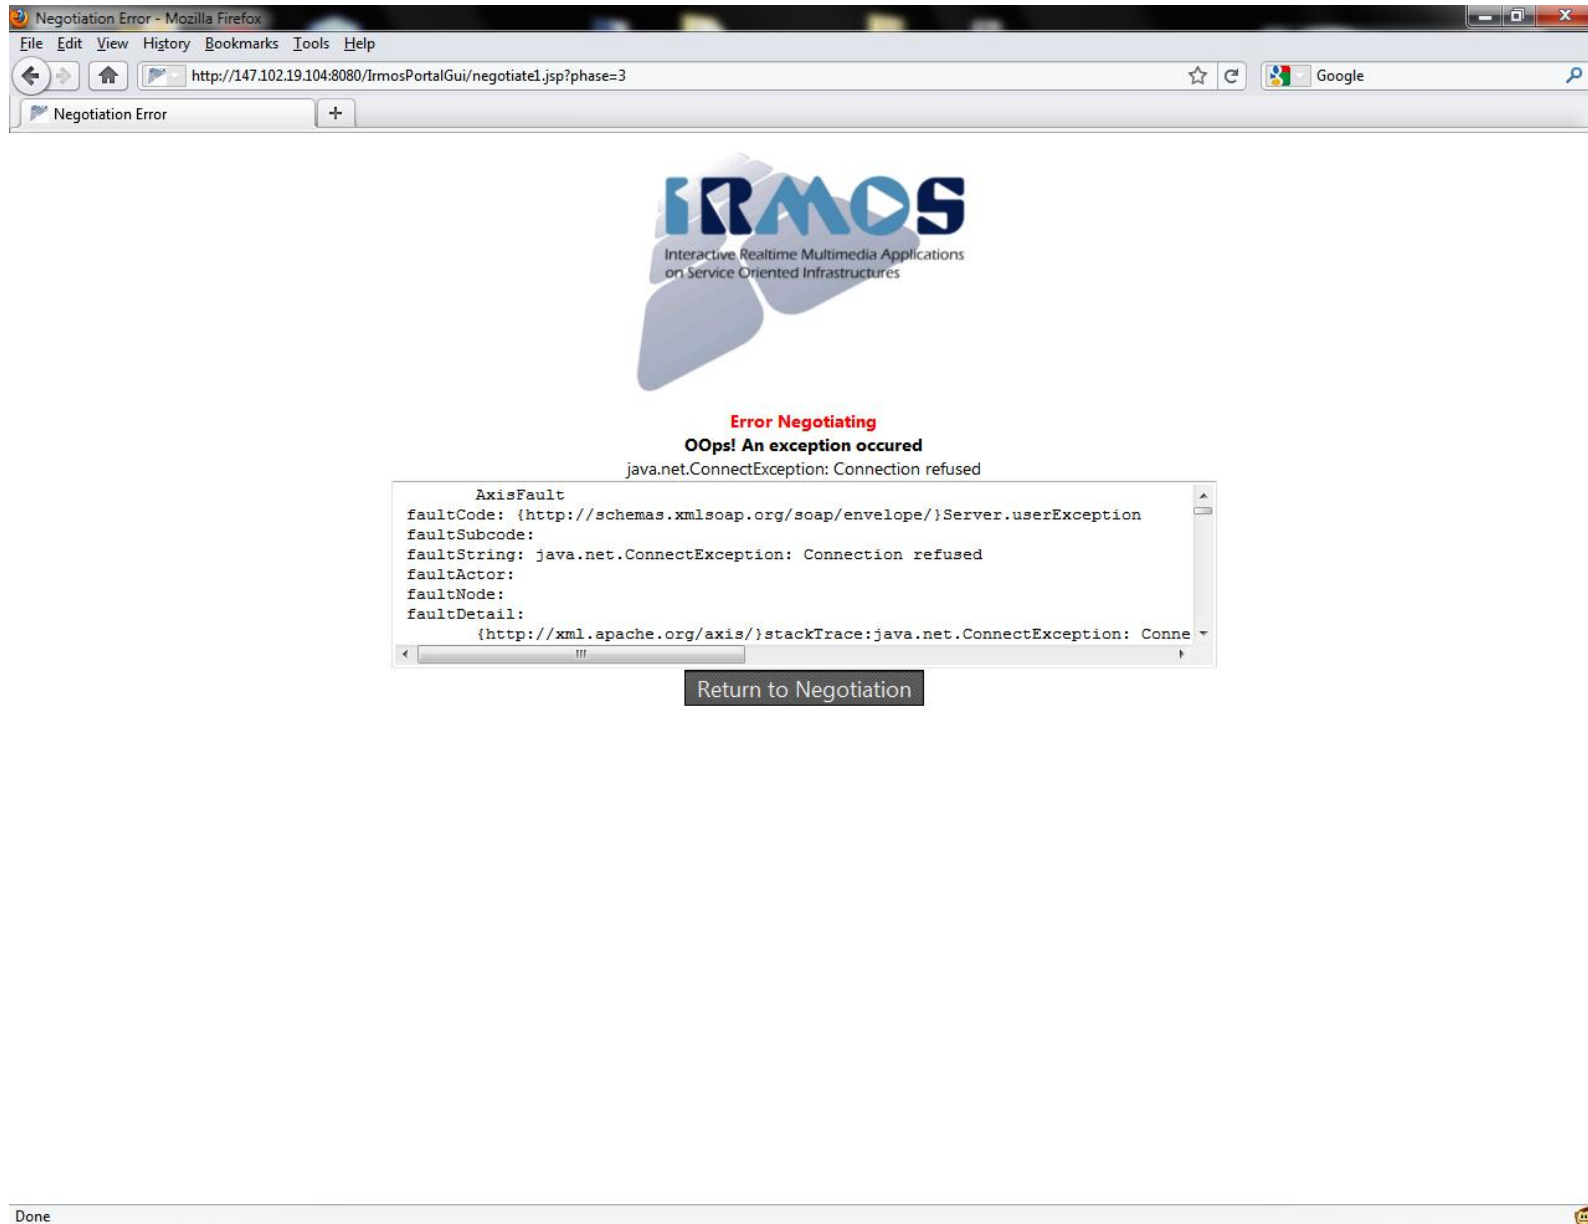 Negotiation Error - Mozilla Firefox
File Edit View History Bookmarks Tools Help
http://147.102.19.104:8080/IrmosPortalGui/negotiate1.jsp?phase=3
Google
Negotiation Error
iRMOS
Interactive Realtime Multimedia Applications
on Service Oriented Infrastructures
Error Negotiating
OOps! An exception occured
java.net.ConnectException: Connection refused
AxisFault
faultCode: {http://schemas.xmlsoap.org/soap/envelope/}Server.userException
faultSubcode:
faultString: java.net.ConnectException: Connection refused
faultActor:
faultNode:
faultDetail:
{http://xml.apache.org/axis/}stackTrace:java.net.ConnectException: Conne
Return to Negotiation
Done